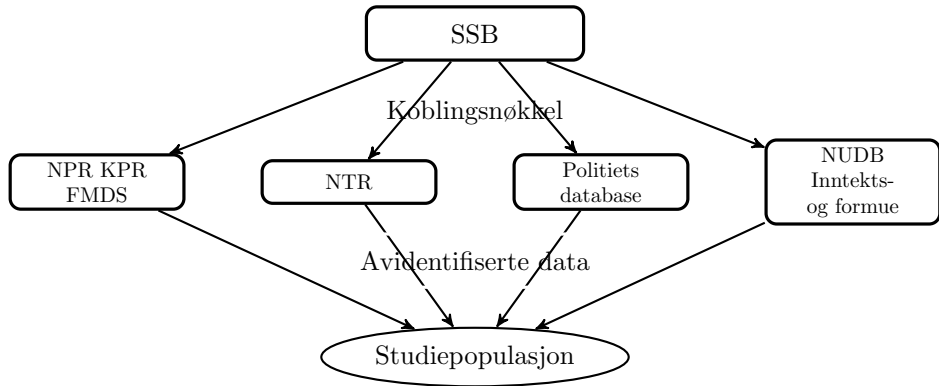 SSB
Koblingsnøkkel
NPR KPR
FMDS
NTR
Politiets
database
NUDB
Inntekts-
og formue
Avidentifiserte data
Studiepopulasjon